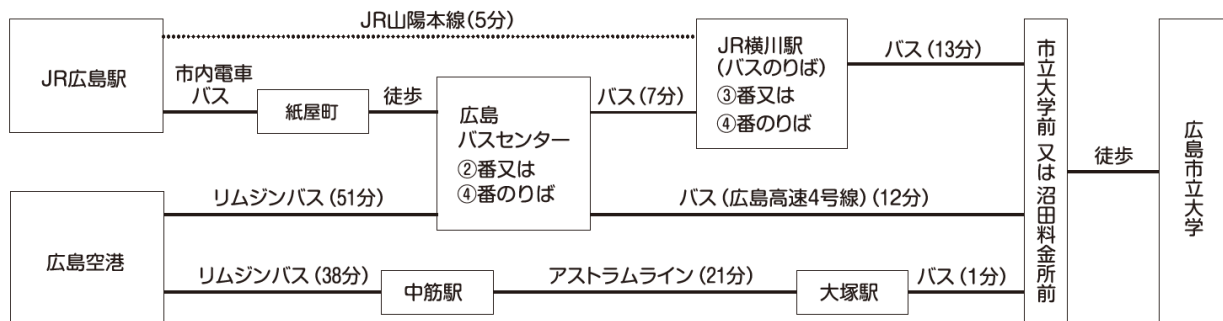 JR山陽本線(5分)
JR広島駅
市内電車
バス
紙屋町
徒歩
広島
バスセンター
②番又は
④番のりば
バス(7分)
JR横川駅
(バスのりば)
③番又は
④番のりば
バス(13分)
リムジンバス(51分)
バス(広島高速4号線)(12分)
広島空港
リムジンバス(38分)
中筋駅
アストラムライン(21分)
大塚駅
バス(1分)
市立大学前 又は 沼田料金所前
徒歩
広島市立大学